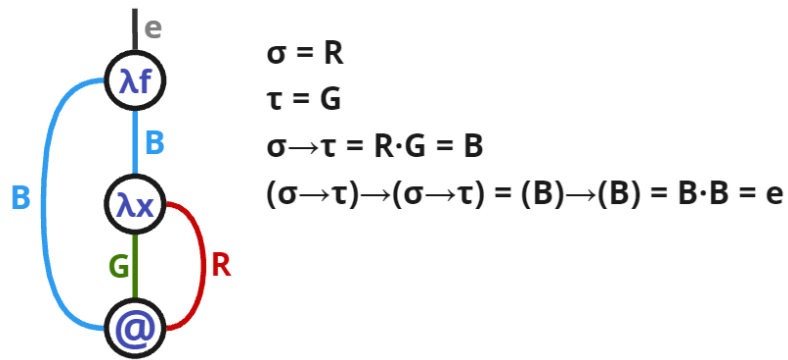 e
λf
B
B
λx
G
R
@
σ = R
τ = G
σ→τ = R·G = B
(σ→τ)→(σ→τ) = (B)→(B) = B·B = e